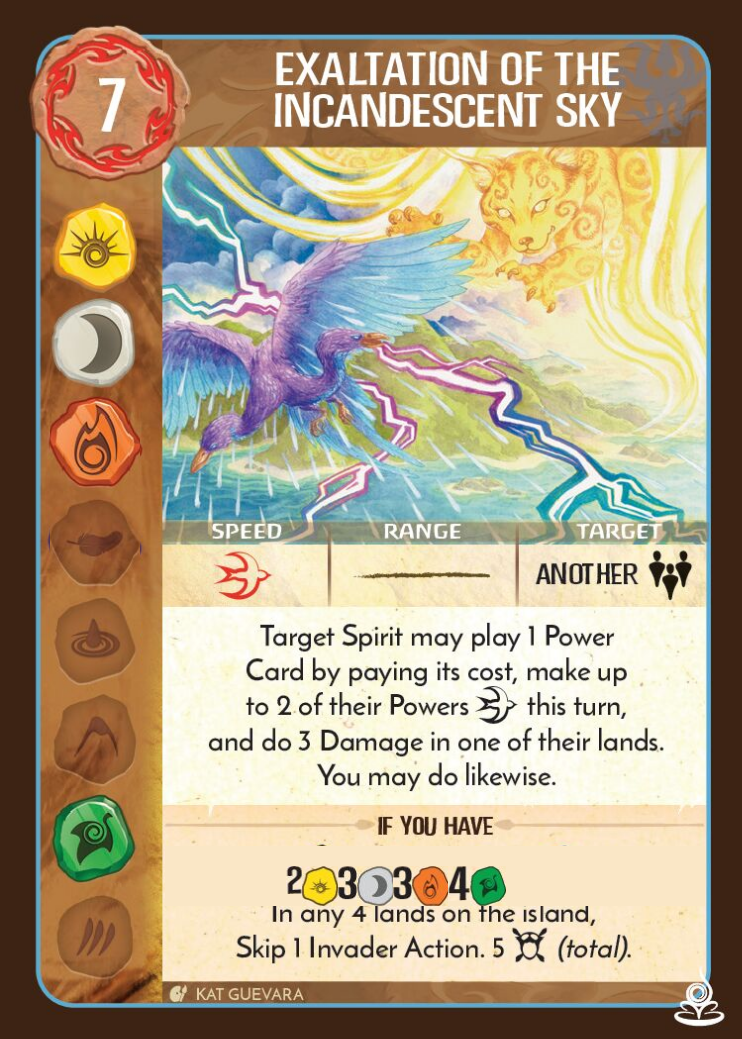 7
EXALTATION OF THE
INCANDESCENT SKY
SPEED RANGE TARGET
ANOTHER
Target Spirit may play 1 Power
Card by paying its cost, make up
to 2 of their Powers this turn,
and do 3 Damage in one of their lands.
You may do likewise.
IF YOU HAVE
2 3 3 4
In any 4 lands on the island,
Skip 1 Invader Action. 5 (total).
KAT GUEVARA